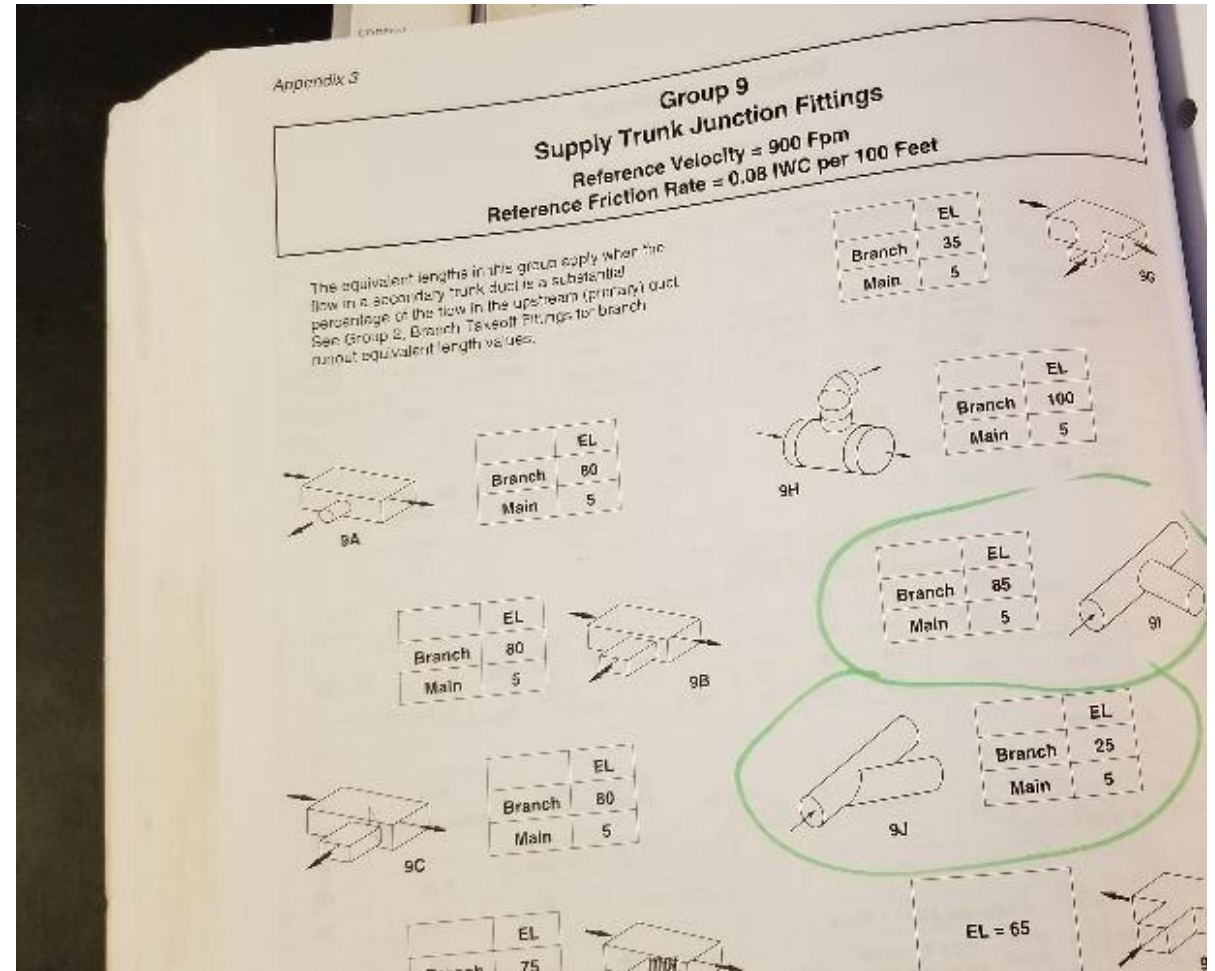 Appendix 3
Group 9
Supply Trunk Junction Fittings
Reference Velocity = 900 Fpm
Reference Friction Rate = 0.08 IWC per 100 Feet
The equivalent lengths in this group apply when the
flow in a secondary trunk duct is a substantial
percentage of the flow in the upstream (primary) duct.
See Group 2, Branch Takeoff Fittings for branch
runout equivalent length values.
EL
Branch 35
Main 5
9G
EL
Branch 80
Main 5
9A
EL
Branch 100
Main 5
9H
EL
Branch 80
Main 5
9B
EL
Branch 85
Main 5
9I
EL
Branch 80
Main 5
9C
EL
Branch 25
Main 5
9J
EL
Branch 75
EL = 65